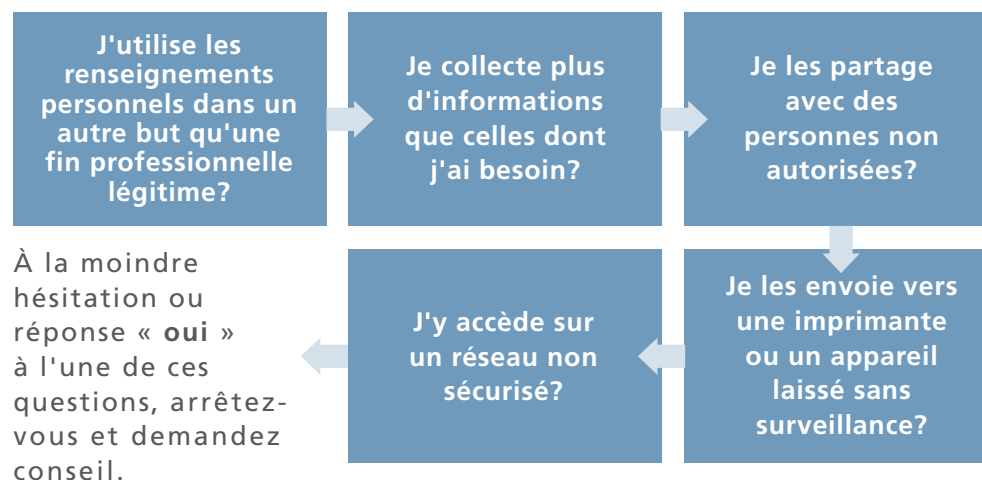 J'utilise les
renseignements
personnels dans un
autre but qu'une
fin professionnelle
légitime?
Je collecte plus
d'informations
que celles dont
j'ai besoin?
Je les partage
avec des
personnes non
autorisées?
Je les envoie vers
une imprimante
ou un appareil
laissé sans
surveillance?
J'y accède sur
un réseau non
sécurisé?
À la moindre
hésitation ou
réponse « oui »
à l'une de ces
questions, arrêtez-
vous et demandez
conseil.